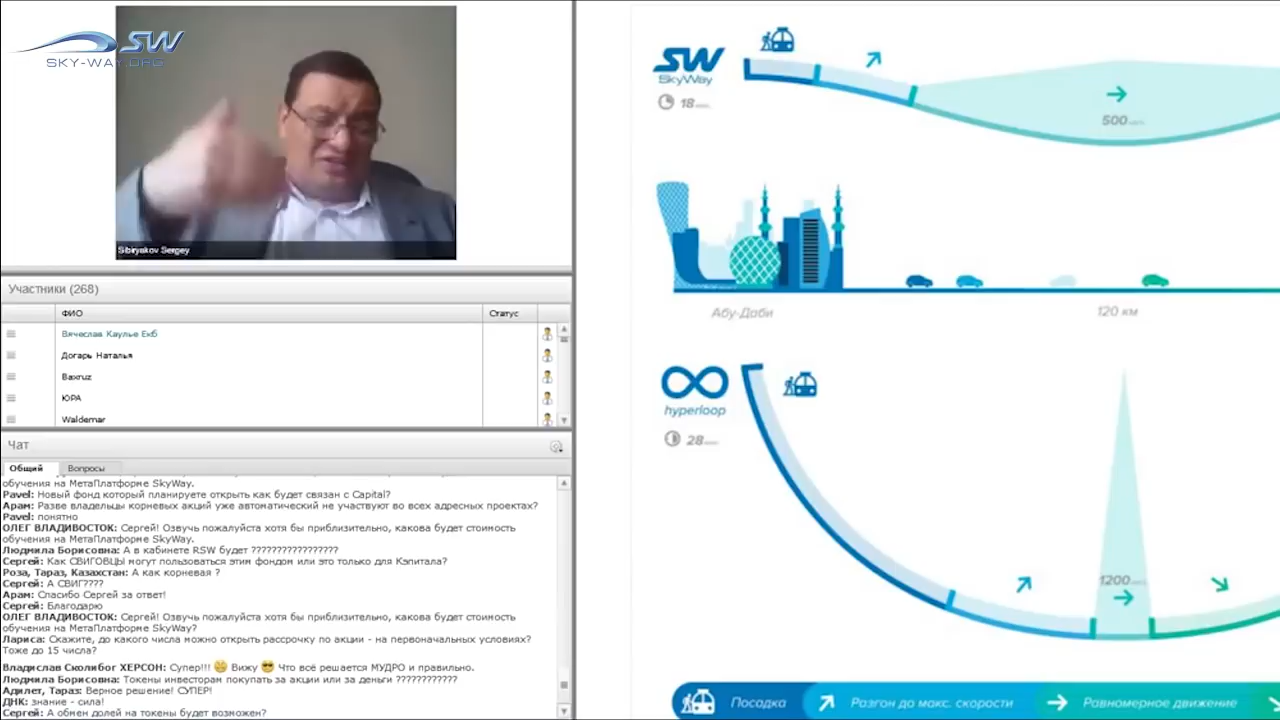 SW
SKY-WAY.ORG
Sibiryakov Sergey
Участники (268)
ФИО
Статус
Вячеслав Каулье Екб
Догарь Наталья
Baxruz
ЮРА
Waldemar
Чат
Общий
Вопросы
обучения на МетаПлатформе SkyWay.
Pavel: Новый фонд который планируете открыть как будет связан с Capital?
Арам: Разве владельцы корневых акций уже автоматический не участвуют во всех адресных проектах?
Pavel: понятно
ОЛЕГ ВЛАДИВОСТОК: Сергей! Озвучь пожалуйста хотя бы приблизительно, какова будет стоимость
обучения на МетаПлатформе SkyWay.
Людмила Борисовна: А в кабинете RSW будет ?????????????????
Сергей: Как СВИГОВЦЫ могут пользоваться этим фондом или это только для Кэпитала?
Роза, Тараз, Казахстан: А как корневая ?
Сергей: А СВИГ????
Арам: Спасибо Сергей за ответ!
Сергей: Благодарю
ОЛЕГ ВЛАДИВОСТОК: Сергей! Озвучь пожалуйста хотя бы приблизительно, какова будет стоимость
обучения на МетаПлатформе SkyWay?
Лариса: Скажите, до какого числа можно открыть рассрочку по акции - на первоначальных условиях?
Тоже до 15 числа?
Владислав Сколибог ХЕРСОН: Супер!!! Вижу Что всё решается МУДРО и правильно.
Людмила Борисовна: Токены инвесторам покупать за акции или за деньги ????????????
Адилет, Тараз: Верное решение! СУПЕР!
ДНК: знание - сила!
Сергей: А обмен долей на токены будет возможен?
SW
SkyWay
18
500
Абу-Даби
120 км
hyperloop
28
1200
Посадка
Разгон до макс. скорости
Равномерное движение